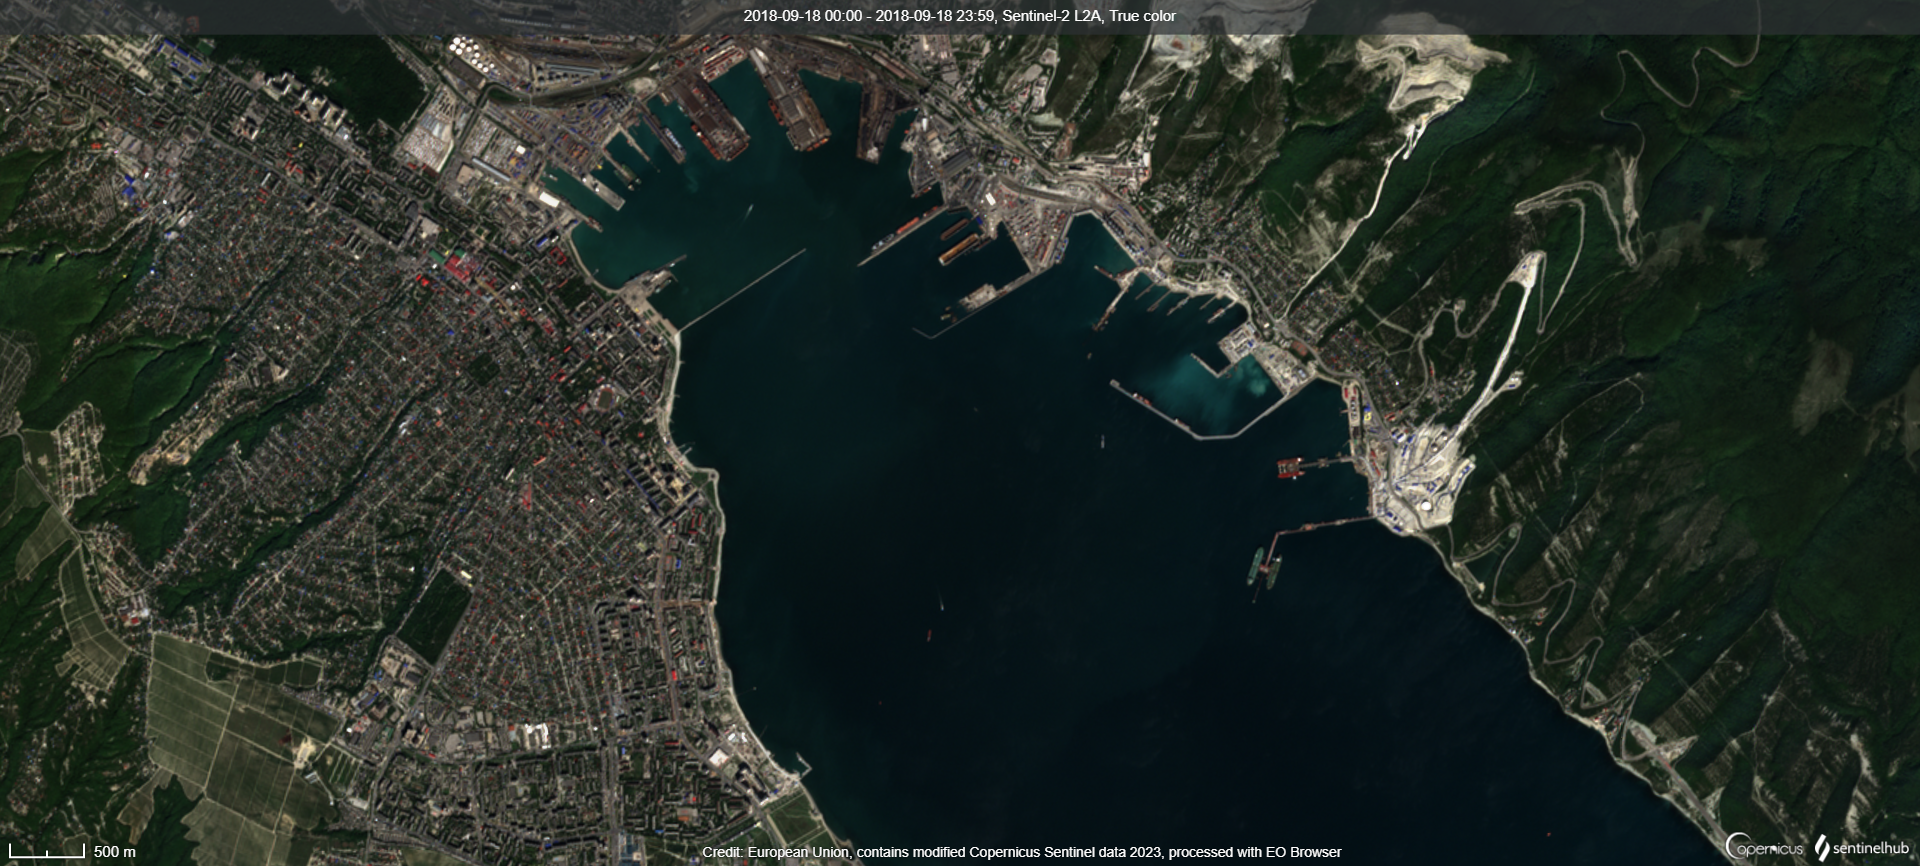 2018-09-18 00:00 - 2018-09-18 23:59, Sentinel-2 L2A, True color
500 m
Credit: European Union, contains modified Copernicus Sentinel data 2023, processed with EO Browser
Copernicus
sentinelhub